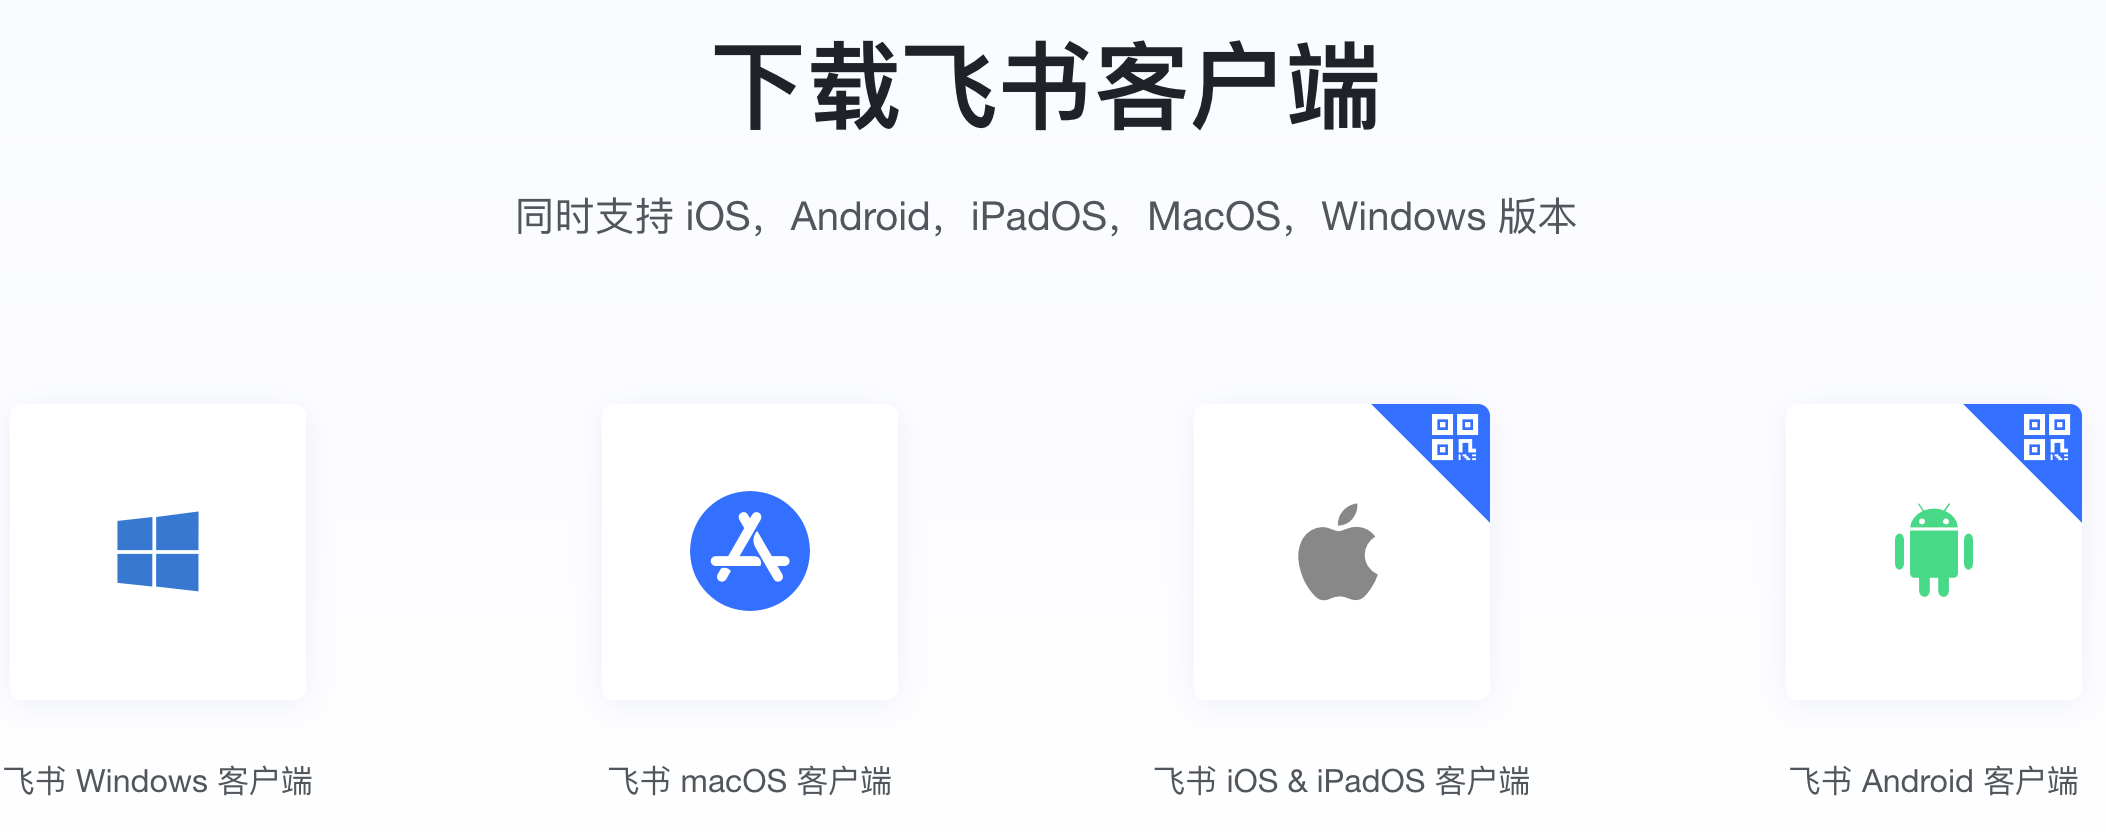 下载飞书客户端
同时支持 iOS，Android，iPadOS，MacOS，Windows 版本
飞书 Windows 客户端
飞书 macOS 客户端
飞书 iOS & iPadOS 客户端
飞书 Android 客户端